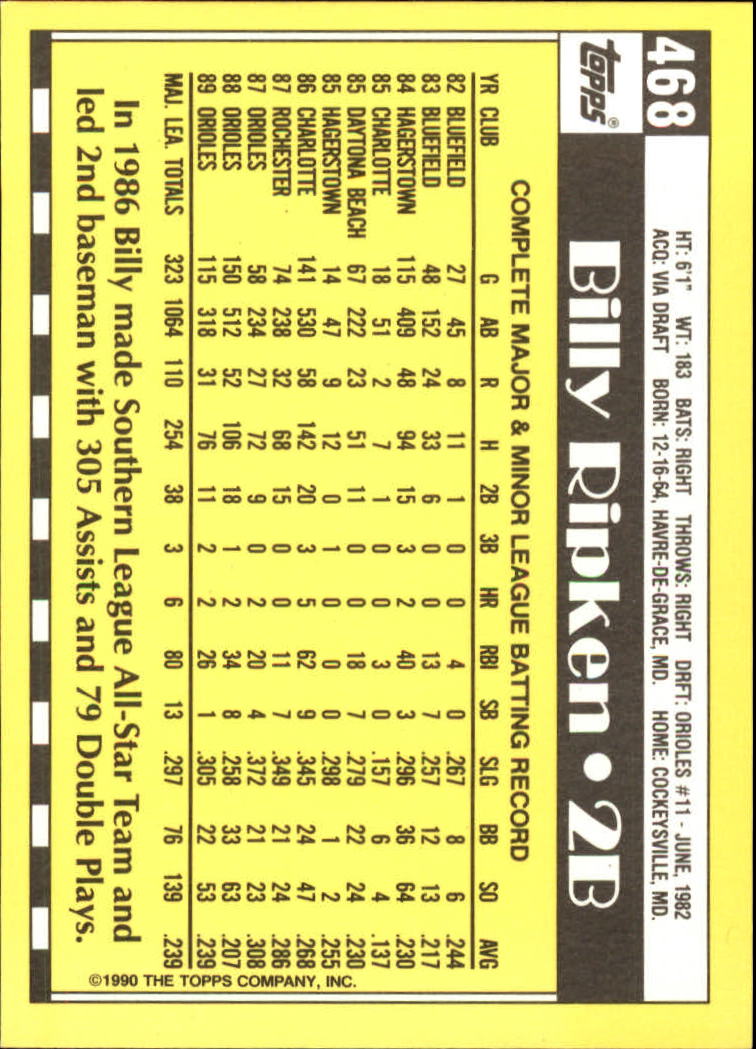 468
HT: 6'1" WT: 183 BATS: RIGHT THROWS: RIGHT DRFT: ORIOLES #11 - JUNE, 1982
ACQ: VIA DRAFT BORN: 12-16-64, HAVRE-DE-GRACE, MD. HOME: COCKEYSVILLE, MD.
topps®
Billy Ripken • 2B
COMPLETE MAJOR & MINOR LEAGUE BATTING RECORD
YR CLUB G AB R H 2B 3B HR RBI SB SLG BB SO AVG
82 BLUEFIELD 27 45 8 11 1 0 0 4 0 .267 8 6 .244
83 BLUEFIELD 48 152 24 33 6 0 0 13 7 .257 12 13 .217
84 HAGERSTOWN 115 409 48 94 15 3 2 40 3 .296 36 64 .230
85 CHARLOTTE 18 51 2 7 1 0 0 3 0 .157 6 4 .137
85 DAYTONA BEACH 67 222 23 51 11 0 0 18 7 .279 22 24 .230
85 HAGERSTOWN 14 47 9 12 0 1 0 0 0 .298 1 2 .255
86 CHARLOTTE 141 530 58 142 20 3 5 62 9 .345 24 47 .268
87 ROCHESTER 74 238 32 68 15 0 0 11 7 .349 21 24 .286
87 ORIOLES 58 234 27 72 9 0 2 20 4 .372 21 23 .308
88 ORIOLES 150 512 52 106 18 1 2 34 8 .258 33 63 .207
89 ORIOLES 115 318 31 76 11 2 2 26 1 .305 22 53 .239
MAJ. LEA. TOTALS 323 1064 110 254 38 3 6 80 13 .297 76 139 .239
In 1986 Billy made Southern League All-Star Team and
led 2nd baseman with 305 Assists and 79 Double Plays.
©1990 THE TOPPS COMPANY, INC.